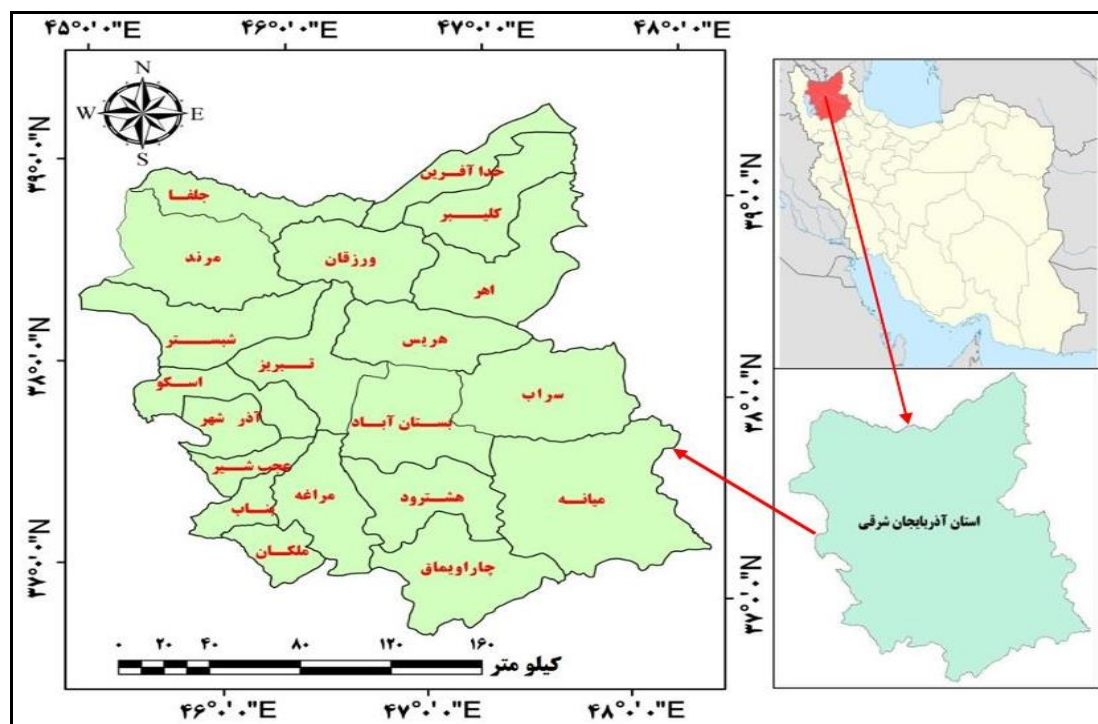 ۴۵°۰'۰"E ۴۶°۰'۰"E ۴۷°۰'۰"E ۴۸°۰'۰"E
N
W E
S
۳۹°۰'۰"N
۳۹°۰'۰"N
خدا آفرین
جلفا
کلیبر
مرند
ورزقان
اهر
شبستر
هریس
۳۸°۰'۰"N
۳۸°۰'۰"N
تبریز
اسکو
سراب
آذر شهر
بستان آباد
عجب شیر
مراغه
هشترود
میانه
بناب
ملکان
چاراویماق
۳۷°۰'۰"N
۳۷°۰'۰"N
استان آذربایجان شرقی
۰ ۲۰ ۴۰ ۸۰ ۱۲۰ ۱۶۰
کیلو متر
۴۶°۰'۰"E ۴۷°۰'۰"E ۴۸°۰'۰"E